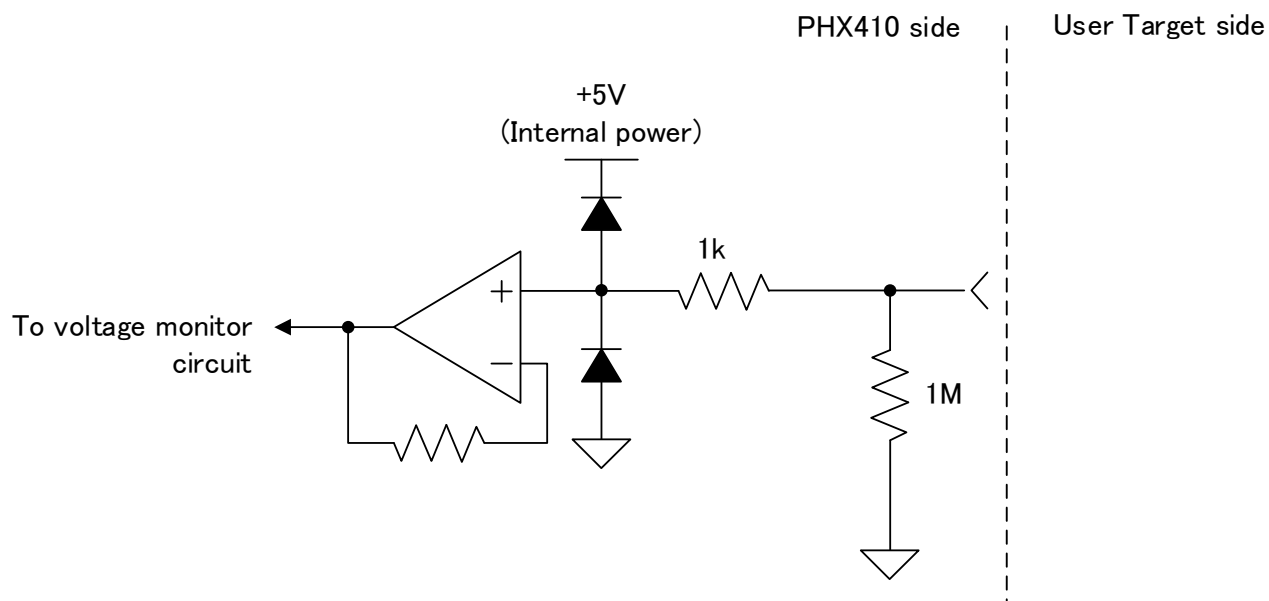 PHX410 side
User Target side
+5V
(Internal power)
1k
+
To voltage monitor
circuit
−
1M